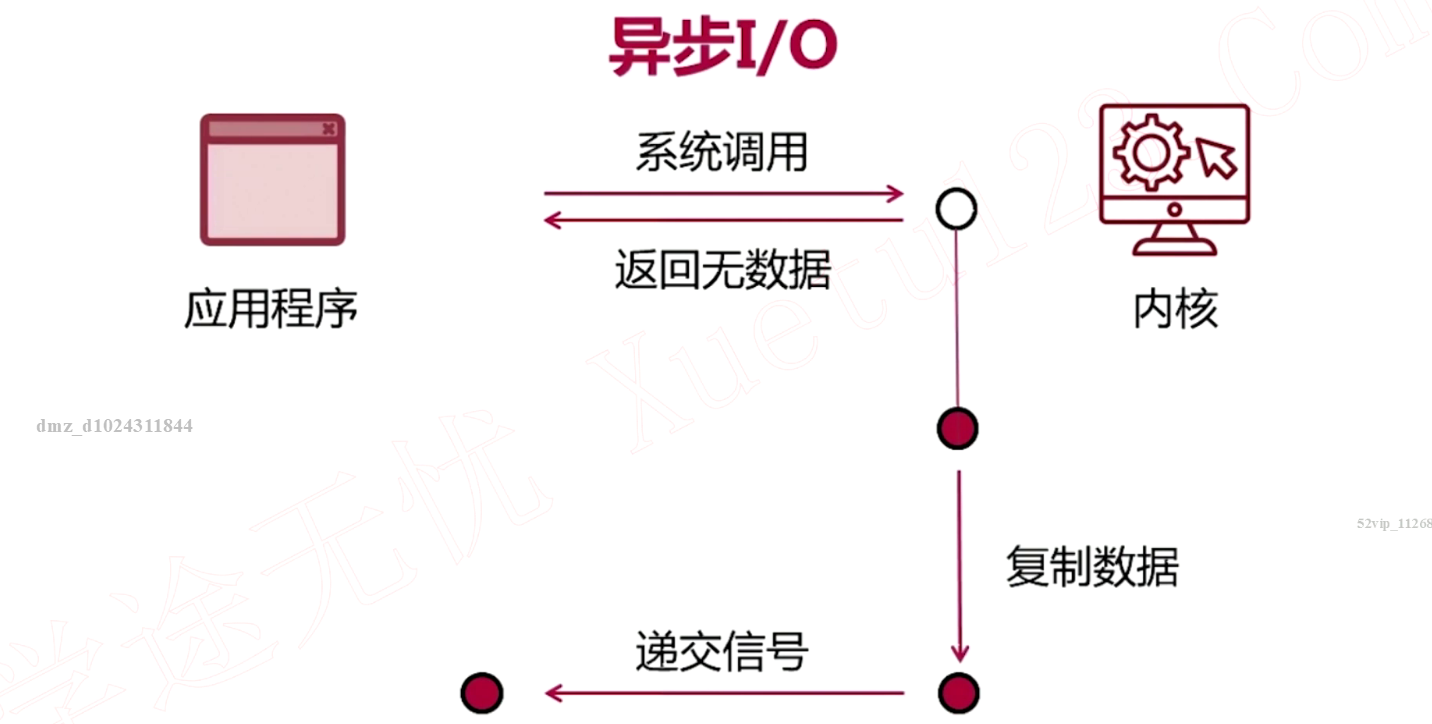 异步I/O
系统调用
返回无数据
应用程序
内核
dmz_d1024311844
学途无忧 Xuetu123.Com
52vip_11268
复制数据
递交信号